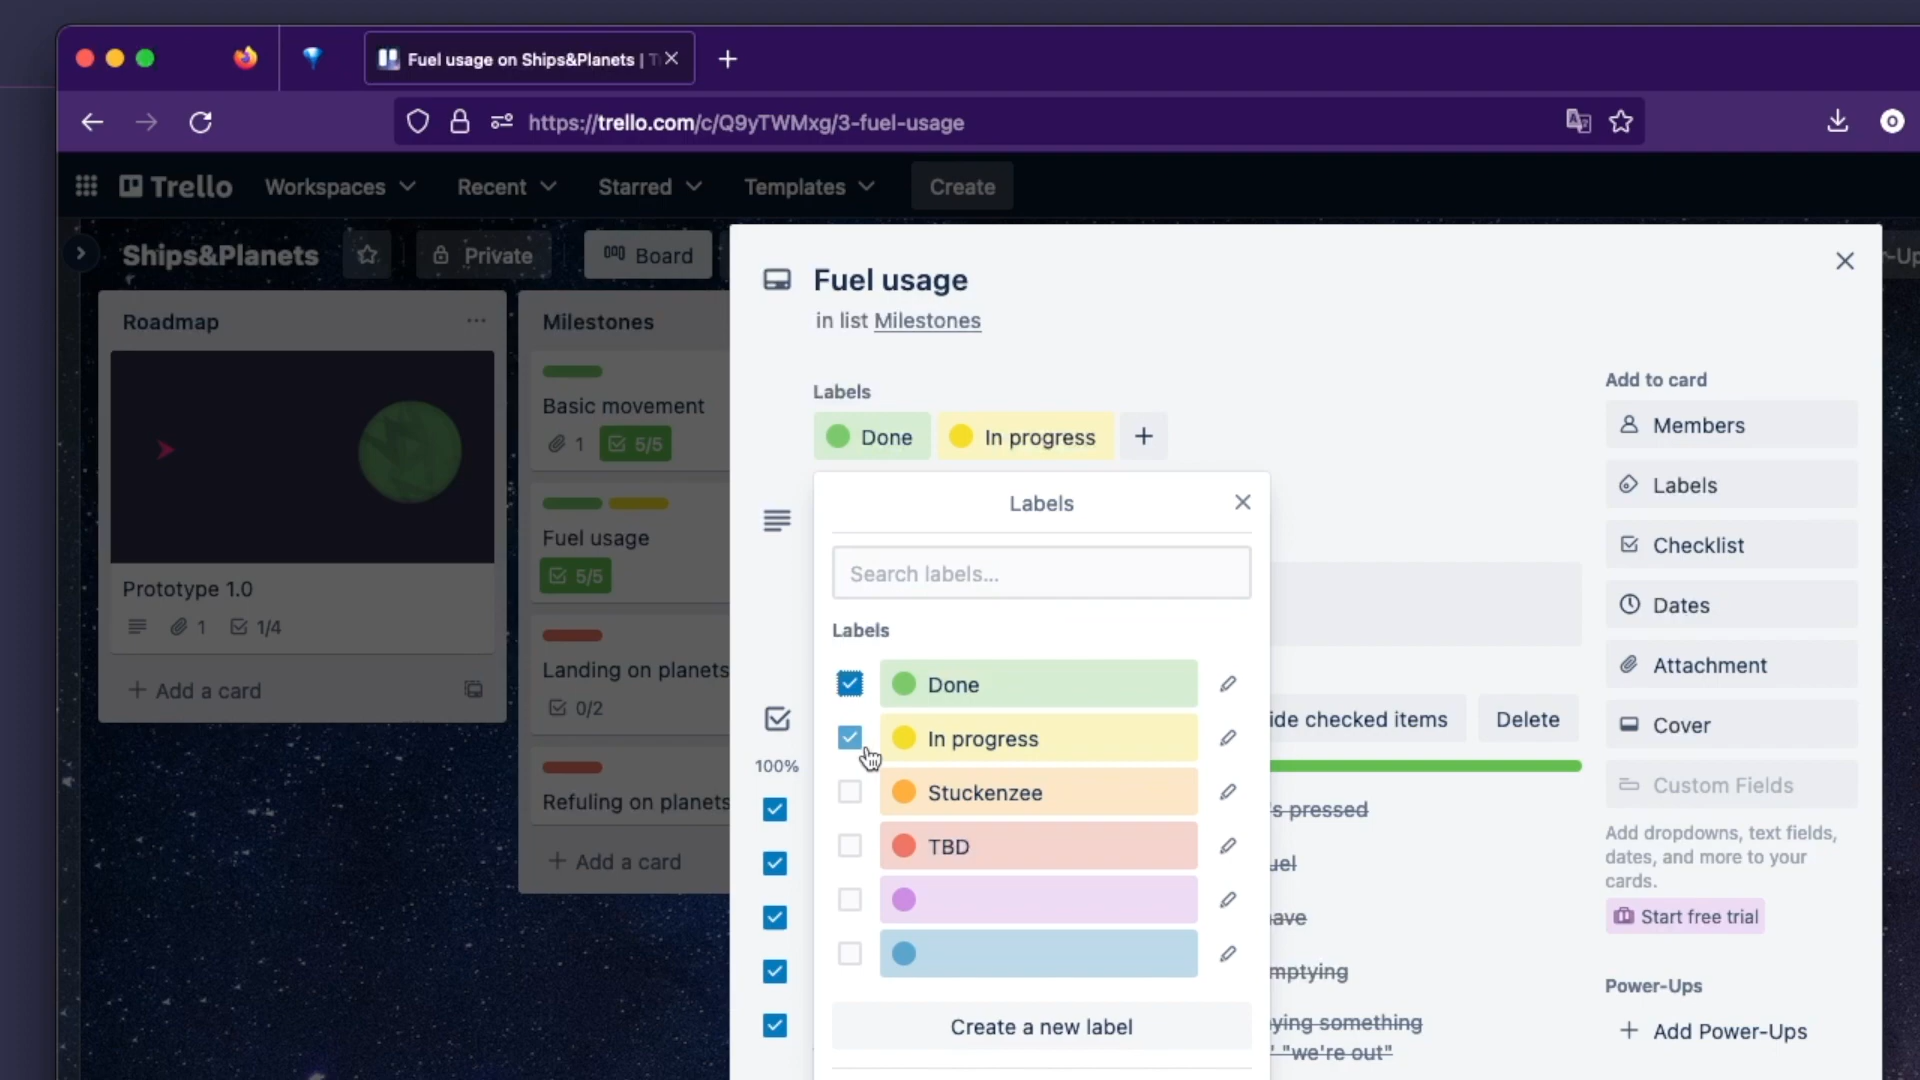 Fuel usage on Ships&Planets |
https://trello.com/c/Q9yTWMxg/3-fuel-usage
Trello Workspaces Recent Starred Templates Create
Ships&Planets Private Board
Roadmap
Prototype 1.0
1 1/4
Add a card
Milestones
Basic movement
1 5/5
Fuel usage
5/5
Landing on planets
0/2
Refuling on planets
Add a card
Fuel usage
in list Milestones
Labels
Done In progress
Labels
Search labels...
Labels
Done
In progress
Stuckenzee
TBD
Create a new label
ide checked items Delete
100%
's pressed
uel
ave
mptying
ying something
' "we're out"
Add to card
Members
Labels
Checklist
Dates
Attachment
Cover
Custom Fields
Add dropdowns, text fields,
dates, and more to your
cards.
Start free trial
Power-Ups
Add Power-Ups